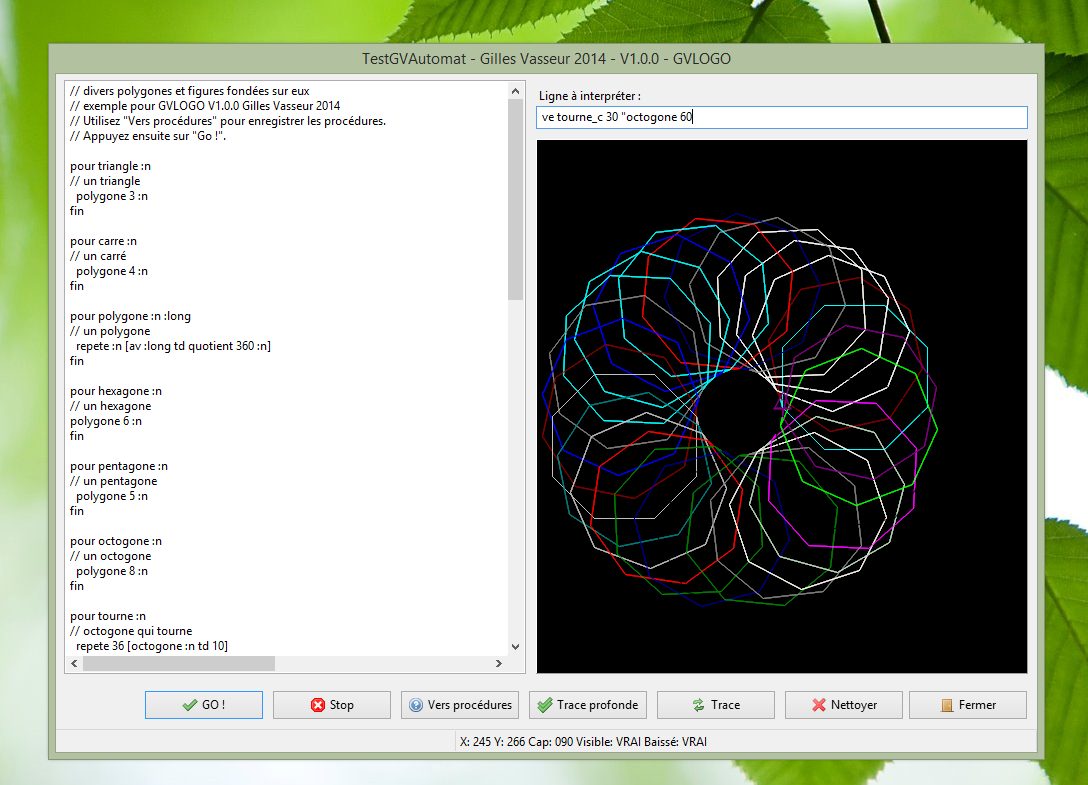 TestGVAutomat - Gilles Vasseur 2014 - V1.0.0 - GVLOGO
// divers polygones et figures fondées sur eux
// exemple pour GVLOGO V1.0.0 Gilles Vasseur 2014
// Utilisez "Vers procédures" pour enregistrer les procédures.
// Appuyez ensuite sur "Go !".
pour triangle :n
// un triangle
polygone 3 :n
fin
pour carre :n
// un carré
polygone 4 :n
fin
pour polygone :n :long
// un polygone
repete :n [av :long td quotient 360 :n]
fin
pour hexagone :n
// un hexagone
polygone 6 :n
fin
pour pentagone :n
// un pentagone
polygone 5 :n
fin
pour octogone :n
// un octogone
polygone 8 :n
fin
pour tourne :n
// octogone qui tourne
repete 36 [octogone :n td 10]
Ligne à interpréter :
ve tourne_c 30 "octogone 60
GO !
Stop
Vers procédures
Trace profonde
Trace
Nettoyer
Fermer
X: 245 Y: 266 Cap: 090 Visible: VRAI Baissé: VRAI